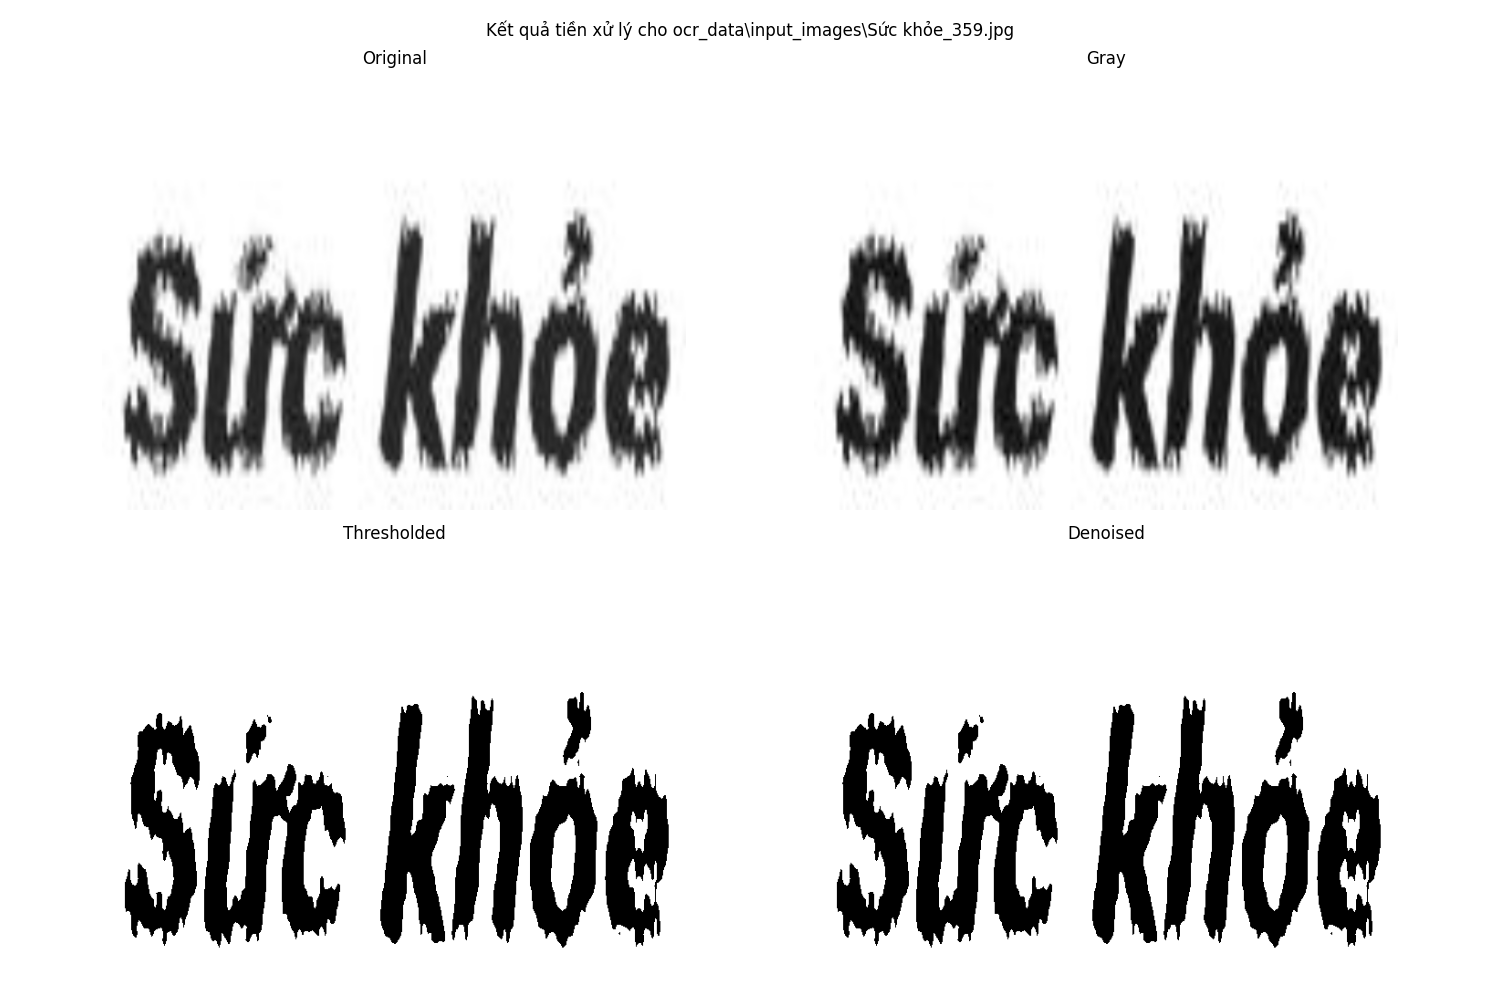 Kết quả tiền xử lý cho ocr_data\input_images\Sức khỏe_359.jpg
Original
Gray
Sức khỏe
Sức khỏe
Thresholded
Denoised
Sức khỏe
Sức khỏe